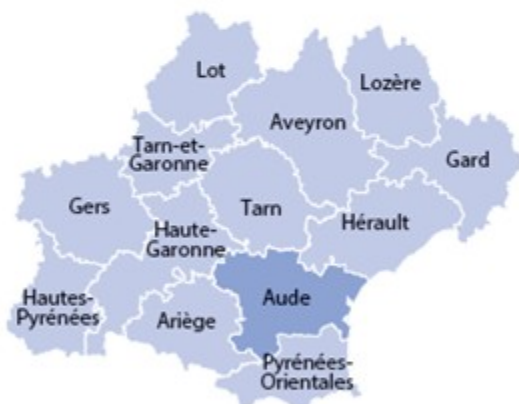 Lot
Lozère
Aveyron
Tarn-et-
Garonne
Gard
Gers
Tarn
Hérault
Haute-
Garonne
Hautes-
Pyrénées
Aude
Ariège
Pyrénées-
Orientales